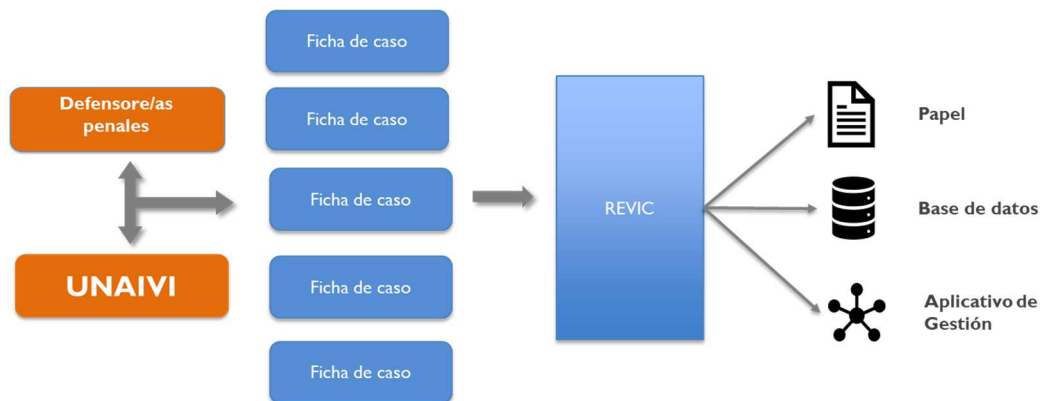 Defensore/as
penales
UNAIVI
Ficha de caso
Ficha de caso
Ficha de caso
Ficha de caso
Ficha de caso
REVIC
Papel
Base de datos
Aplicativo de
Gestión